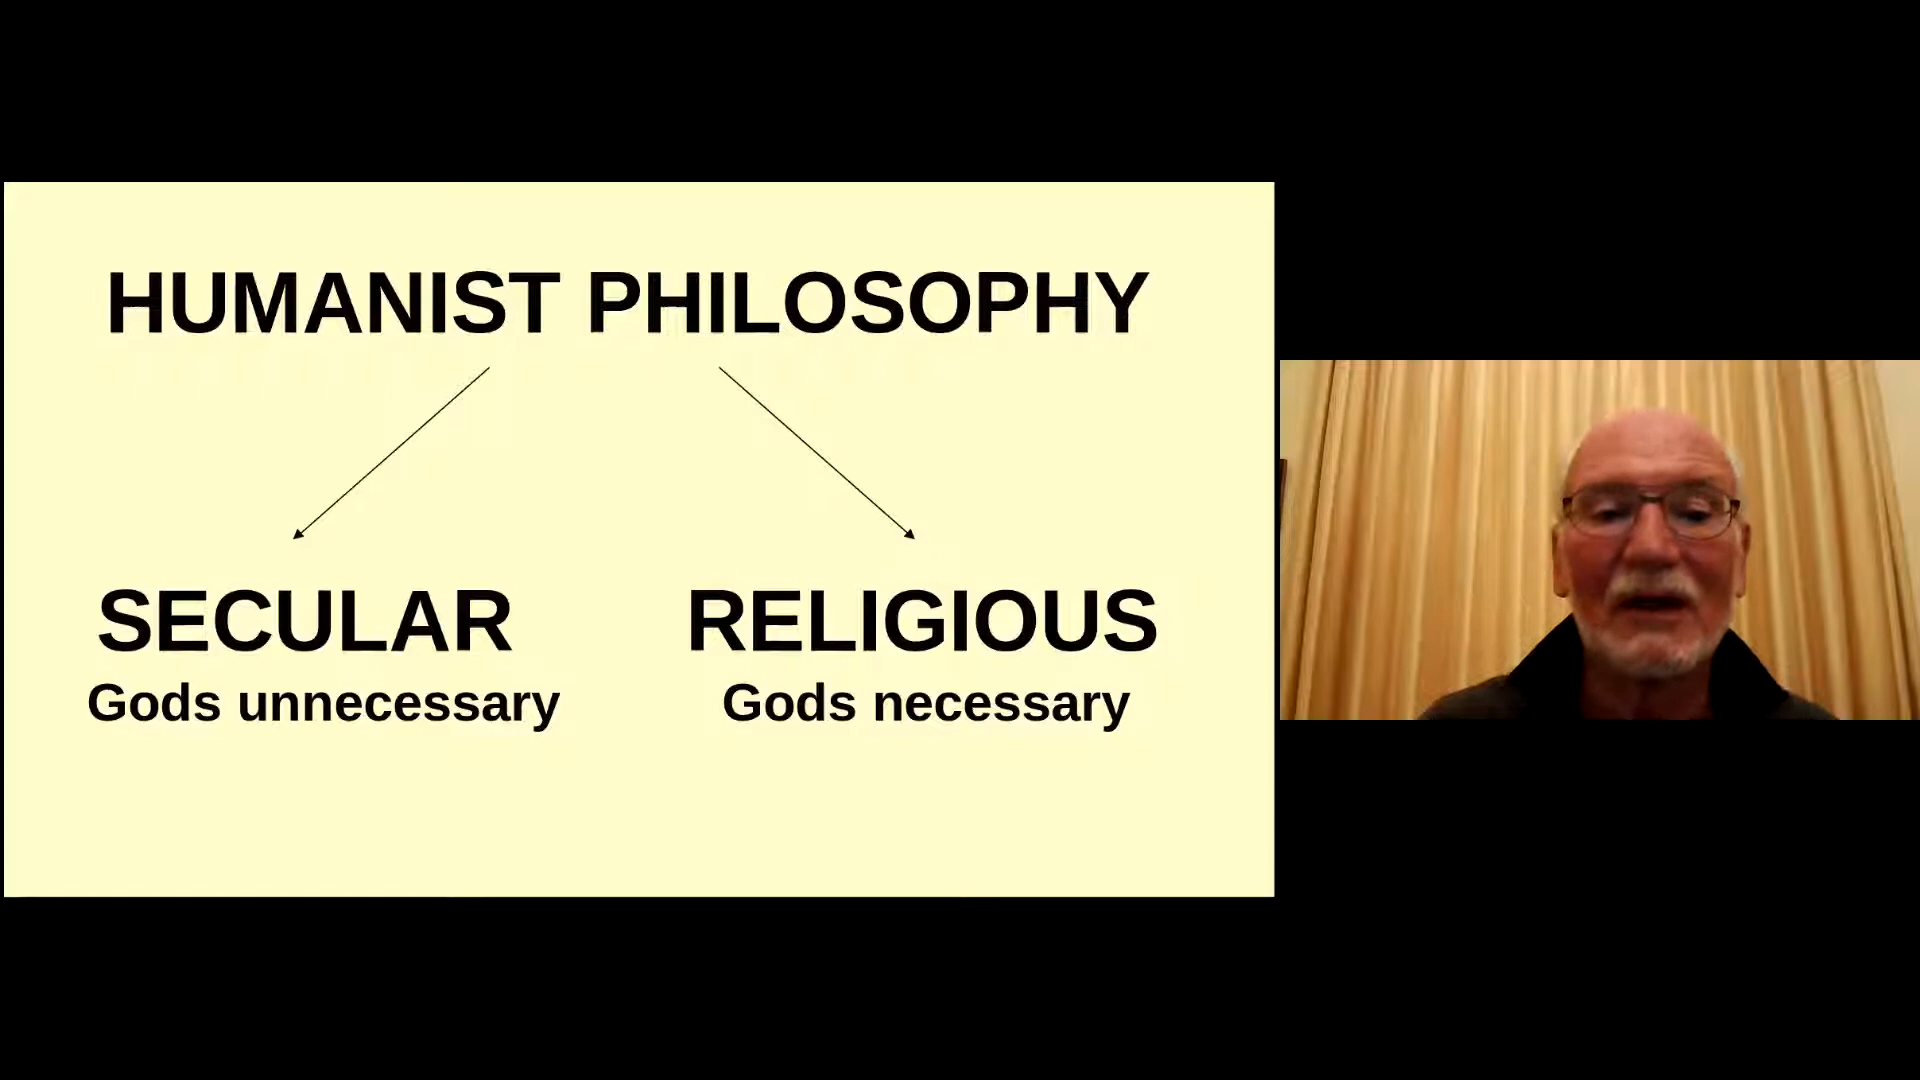 HUMANIST PHILOSOPHY
SECULAR
Gods unnecessary
RELIGIOUS
Gods necessary